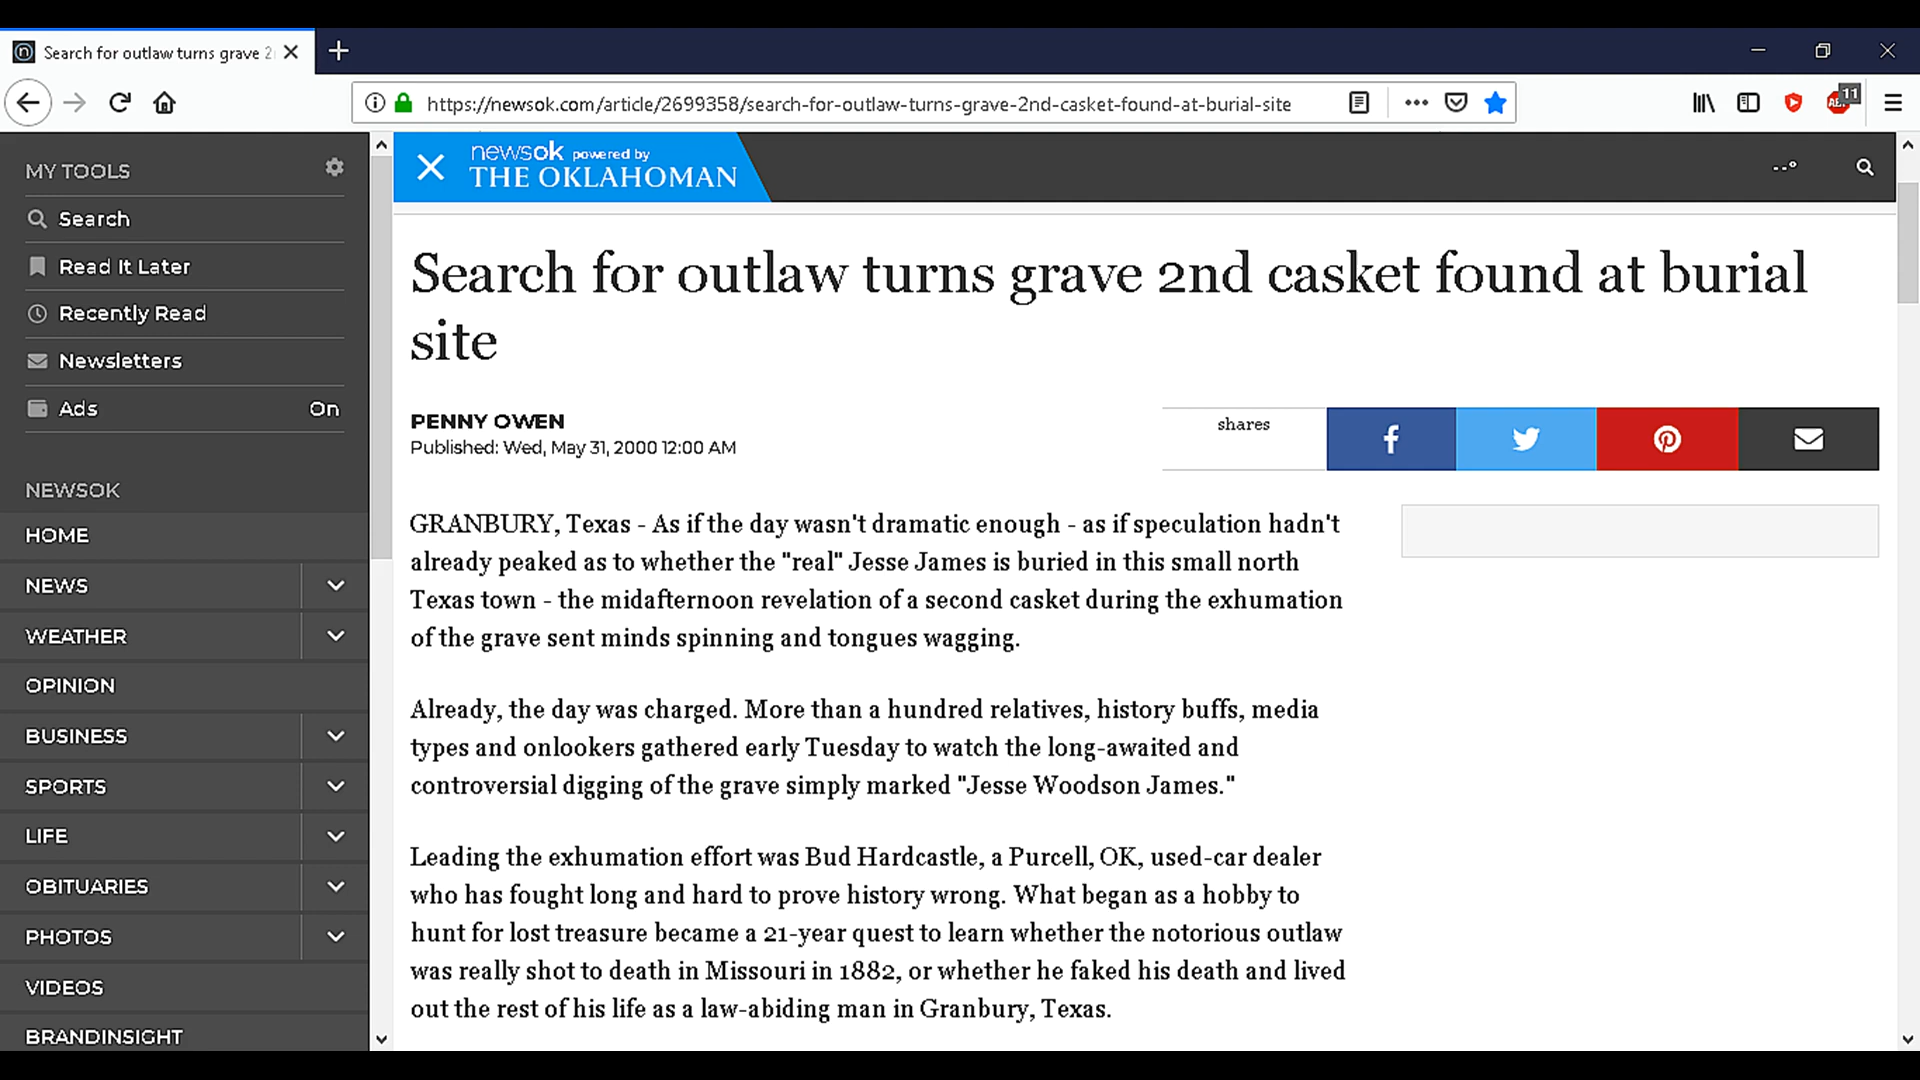 Search for outlaw turns grave 2
https://newsok.com/article/2699358/search-for-outlaw-turns-grave-2nd-casket-found-at-burial-site
11
MY TOOLS
Search
Read It Later
Recently Read
Newsletters
Ads On
NEWSOK
HOME
NEWS
WEATHER
OPINION
BUSINESS
SPORTS
LIFE
OBITUARIES
PHOTOS
VIDEOS
BRANDINSIGHT
newsok powered by
THE OKLAHOMAN
--°
Search for outlaw turns grave 2nd casket found at burial
site
PENNY OWEN
Published: Wed, May 31, 2000 12:00 AM
shares
GRANBURY, Texas - As if the day wasn't dramatic enough - as if speculation hadn't
already peaked as to whether the "real" Jesse James is buried in this small north
Texas town - the midafternoon revelation of a second casket during the exhumation
of the grave sent minds spinning and tongues wagging.
Already, the day was charged. More than a hundred relatives, history buffs, media
types and onlookers gathered early Tuesday to watch the long-awaited and
controversial digging of the grave simply marked "Jesse Woodson James."
Leading the exhumation effort was Bud Hardcastle, a Purcell, OK, used-car dealer
who has fought long and hard to prove history wrong. What began as a hobby to
hunt for lost treasure became a 21-year quest to learn whether the notorious outlaw
was really shot to death in Missouri in 1882, or whether he faked his death and lived
out the rest of his life as a law-abiding man in Granbury, Texas.